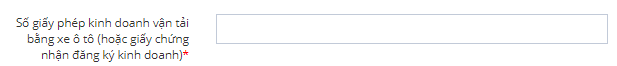 Số giấy phép kinh doanh vận tải
bằng xe ô tô (hoặc giấy chứng
nhận đăng ký kinh doanh)*